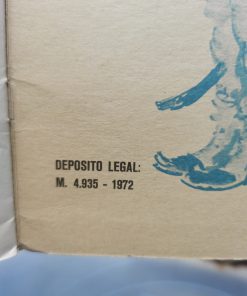 DEPOSITO LEGAL:
M. 4.935 - 1972